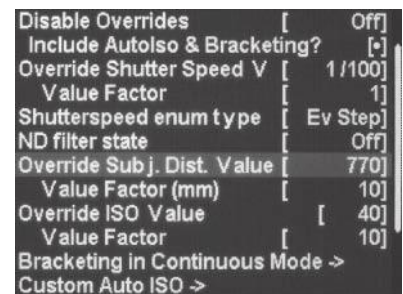 Disable Overrides [ Off]
Include AutoIso & Bracketing? [•]
Override Shutter Speed V [ 1/100]
Value Factor [ 1]
Shutterspeed enum type [ Ev Step]
ND filter state [ Off]
Override Subj. Dist. Value [ 770]
Value Factor (mm) [ 10]
Override ISO Value [ 40]
Value Factor [ 10]
Bracketing in Continuous Mode ->
Custom Auto ISO ->